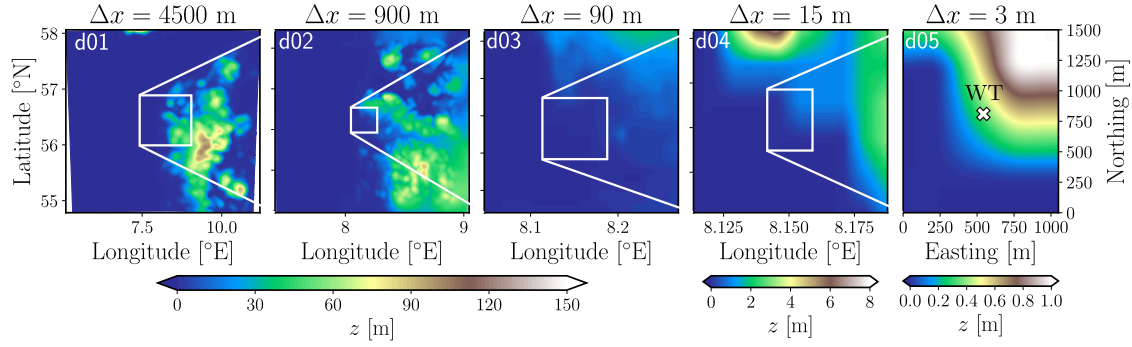 Δx = 4500 m
Δx = 900 m
Δx = 90 m
Δx = 15 m
Δx = 3 m
d01
d02
d03
d04
d05
Latitude [°N]
58
57
56
55
7.5
10.0
8
9
8.1
8.2
8.125
8.150
8.175
0
250
500
750
1000
WT
1500
1250
1000
750
500
250
0
Northing [m]
Longitude [°E]
Longitude [°E]
Longitude [°E]
Longitude [°E]
Easting [m]
0
30
60
90
120
150
z [m]
0
2
4
6
8
z [m]
0.0
0.2
0.4
0.6
0.8
1.0
z [m]